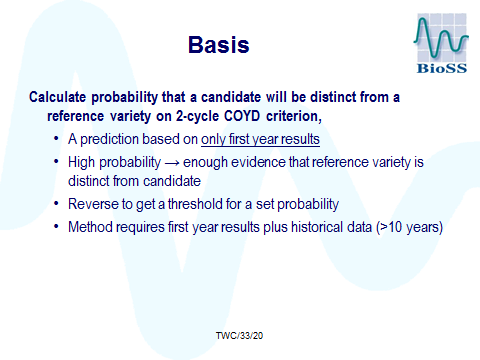 Basis
BioSS
Calculate probability that a candidate will be distinct from a
reference variety on 2-cycle COYD criterion,
• A prediction based on only first year results
• High probability → enough evidence that reference variety is
distinct from candidate
• Reverse to get a threshold for a set probability
• Method requires first year results plus historical data (>10 years)
TWC/33/20